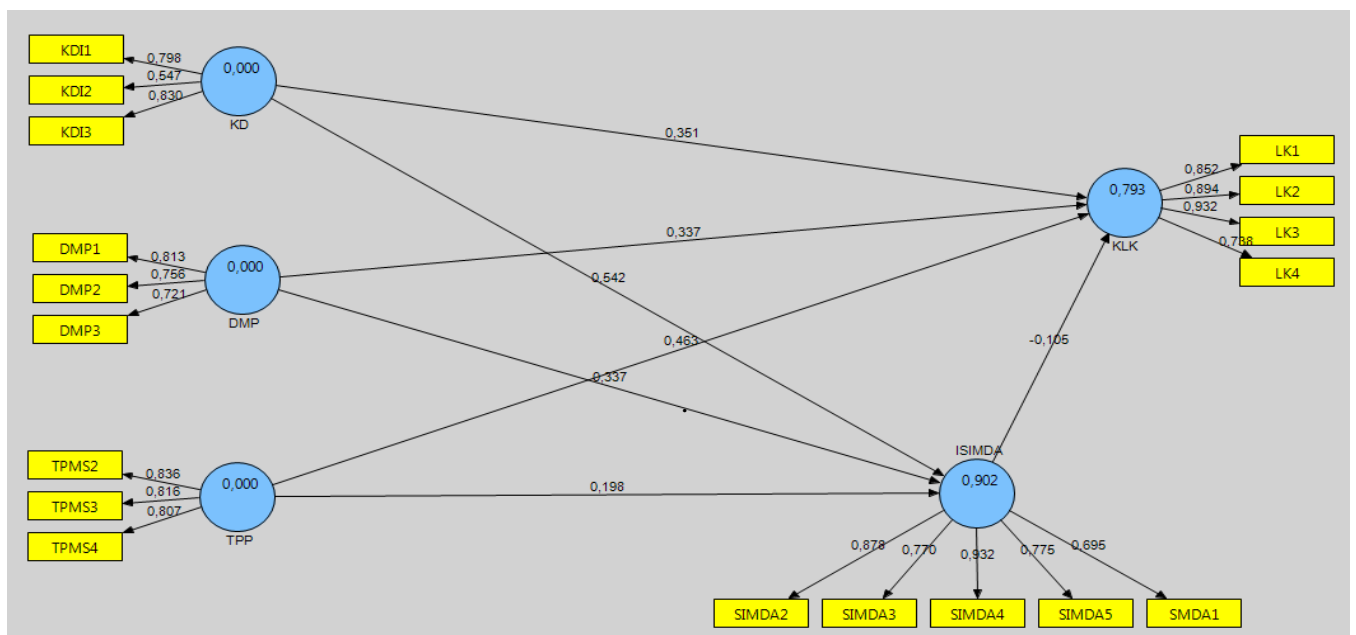 KDI1
0,798
0,000
KDI2
0,547
KDI3
0,830
KD
0,351
LK1
0,852
LK2
0,894
0,793
LK3
0,932
KLK
0,738
LK4
DMP1
0,813
0,000
DMP2
0,756
DMP3
0,721
DMP
0,337
0,542
-0,105
0,463
0,337
TPMS2
0,836
0,000
TPMS3
0,816
TPMS4
0,807
TPP
0,198
ISIMDA
0,902
0,878
0,770
0,932
0,775
0,695
SIMDA2
SIMDA3
SIMDA4
SIMDA5
SMDA1